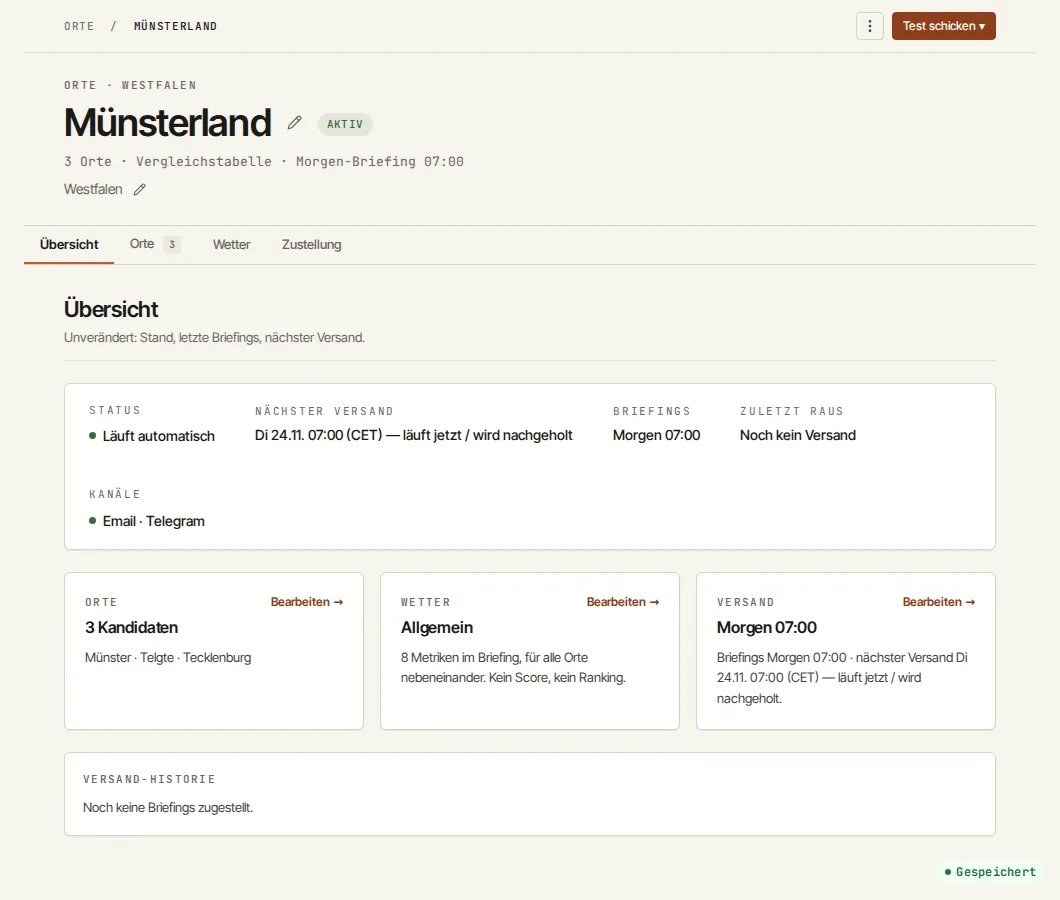 ORTE / MÜNSTERLAND
Test schicken ▾
ORTE · WESTFALEN
Münsterland
AKTIV
3 Orte · Vergleichstabelle · Morgen-Briefing 07:00
Westfalen
Übersicht Orte 3 Wetter Zustellung
Übersicht
Unverändert: Stand, letzte Briefings, nächster Versand.
STATUS
Läuft automatisch
NÄCHSTER VERSAND
Di 24.11. 07:00 (CET) — läuft jetzt / wird nachgeholt
BRIEFINGS
Morgen 07:00
ZULETZT RAUS
Noch kein Versand
KANÄLE
Email · Telegram
ORTE
Bearbeiten →
3 Kandidaten
Münster · Telgte · Tecklenburg
WETTER
Bearbeiten →
Allgemein
8 Metriken im Briefing, für alle Orte
nebeneinander. Kein Score, kein Ranking.
VERSAND
Bearbeiten →
Morgen 07:00
Briefings Morgen 07:00 · nächster Versand Di
24.11. 07:00 (CET) — läuft jetzt / wird
nachgeholt.
VERSAND-HISTORIE
Noch keine Briefings zugestellt.
Gespeichert